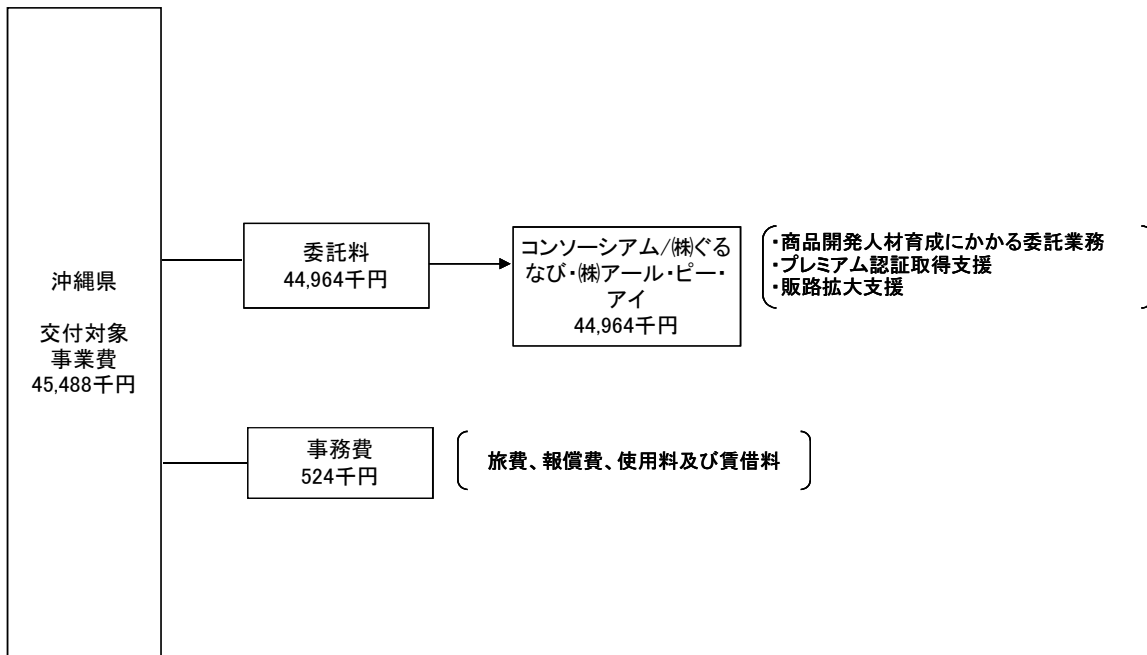 沖縄県
交付対象
事業費
45,488千円
委託料
44,964千円
コンソーシアム/㈱ぐる
なび・㈱アール・ピー・
アイ
44,964千円
・商品開発人材育成にかかる委託業務
・プレミアム認証取得支援
・販路拡大支援
事務費
524千円
旅費、報償費、使用料及び賃借料